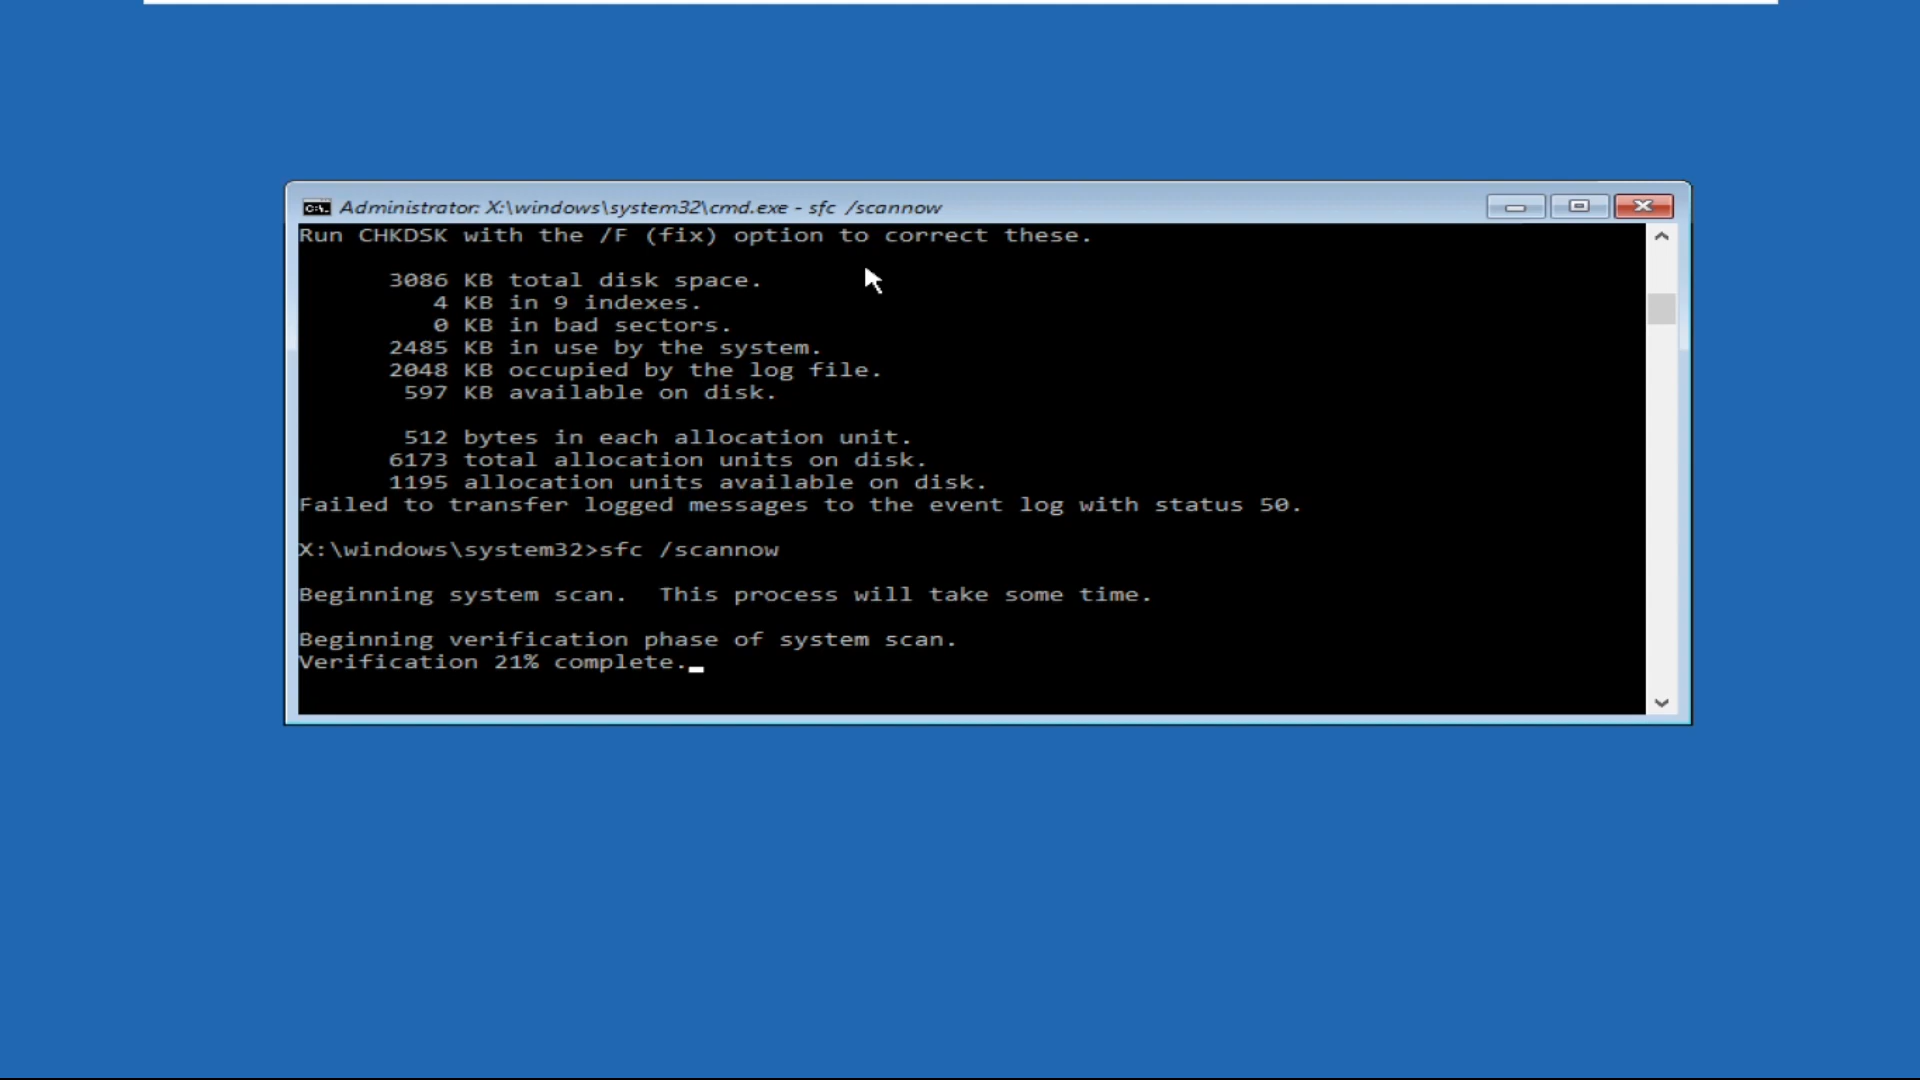 Administrator: X:\windows\system32\cmd.exe - sfc /scannow
Run CHKDSK with the /F (fix) option to correct these.
3086 KB total disk space.
4 KB in 9 indexes.
0 KB in bad sectors.
2485 KB in use by the system.
2048 KB occupied by the log file.
597 KB available on disk.
512 bytes in each allocation unit.
6173 total allocation units on disk.
1195 allocation units available on disk.
Failed to transfer logged messages to the event log with status 50.
X:\windows\system32>sfc /scannow
Beginning system scan.  This process will take some time.
Beginning verification phase of system scan.
Verification 21% complete.